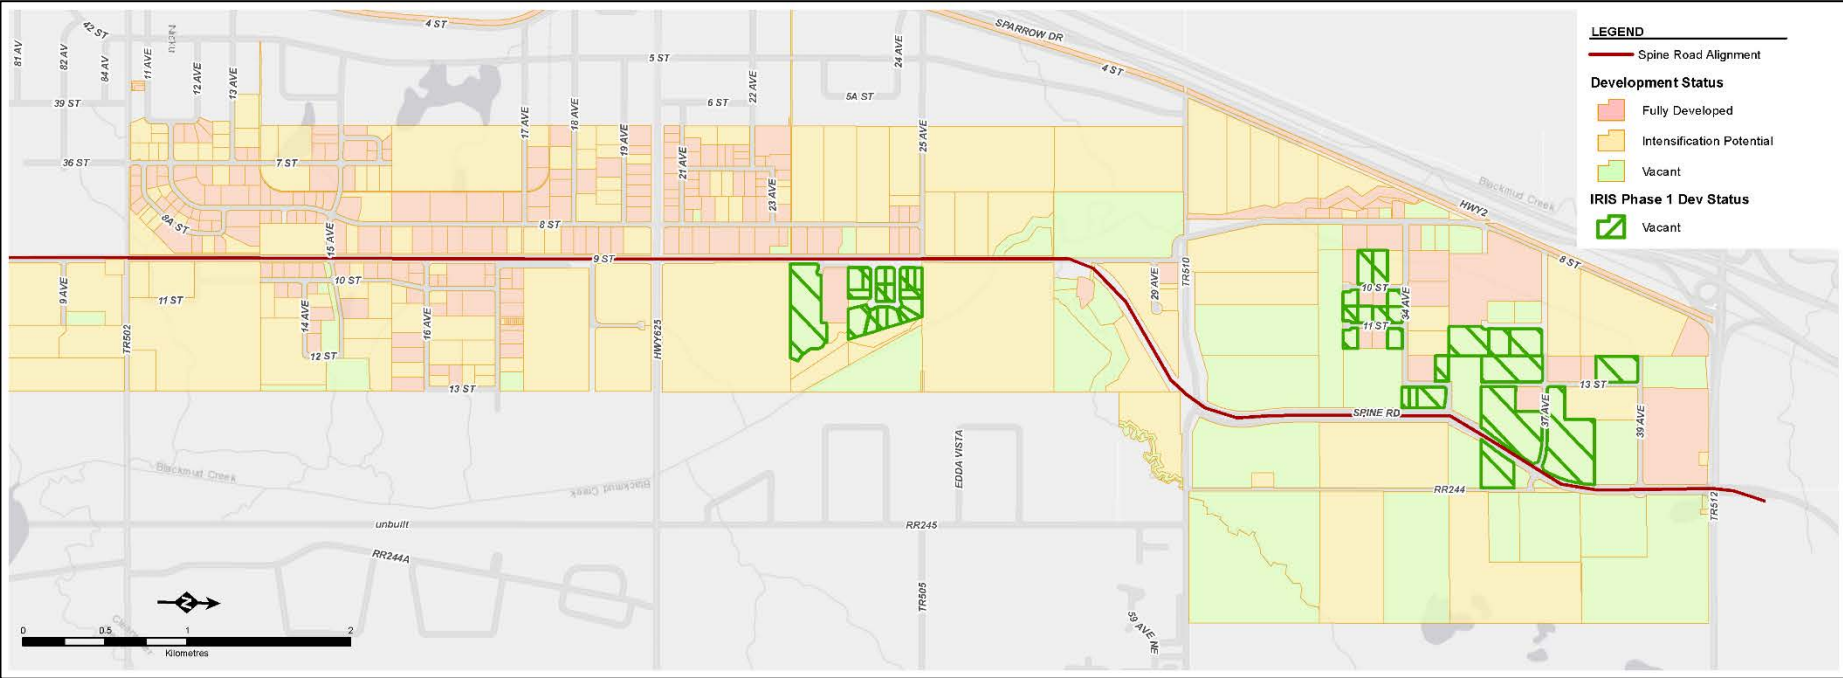 LEGEND
Spine Road Alignment
Development Status
Fully Developed
Intensification Potential
Vacant
IRIS Phase 1 Dev Status
Vacant
4 ST
SPARROW DR
42 ST
81 AV
82 AV
84 AV
11 AVE
12 AVE
13 AVE
5 ST
24 AVE
4 ST
39 ST
6 ST
22 AVE
5A ST
17 AVE
18 AVE
19 AVE
25 AVE
36 ST
7 ST
21 AVE
23 AVE
Blackmud Creek
HWY2
8A ST
15 AVE
8 ST
9 ST
8 ST
TR510
29 AVE
9 AVE
11 ST
10 ST
14 AVE
16 AVE
12 ST
13 ST
TR502
HWY625
10 ST
11 ST
34 AVE
13 ST
37 AVE
39 AVE
SPINE RD
EDDA VISTA
Blackmud Creek
Blackmud Creek
RR244
TR512
unbuilt
RR245
RR244A
TR505
59 AVE NE
N
0 0.5 1 2
Kilometres